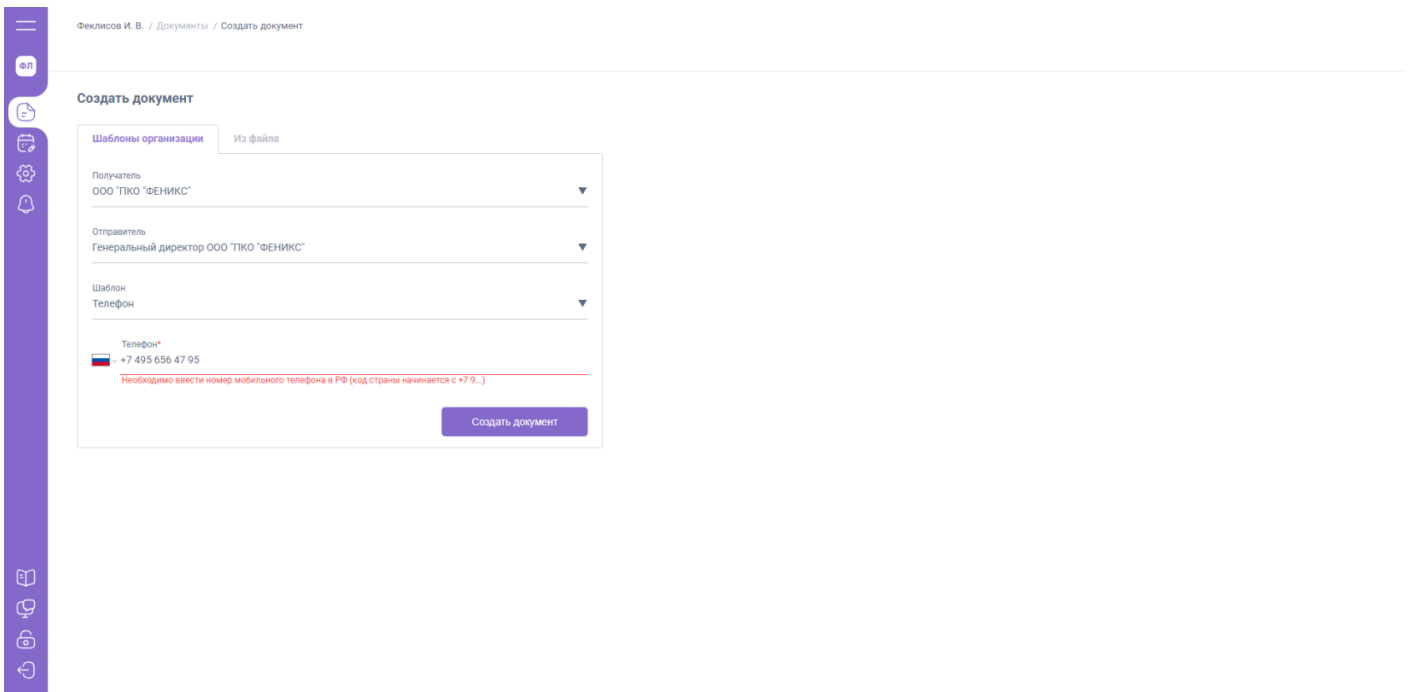 Феклисов И. В. / Документы / Создать документ
ФЛ
Создать документ
Шаблоны организации
Из файла
Получатель
ООО "ПКО "ФЕНИКС"
Отправитель
Генеральный директор ООО "ПКО "ФЕНИКС"
Шаблон
Телефон
Телефон*
+7 495 656 47 95
Необходимо ввести номер мобильного телефона в РФ (код страны начинается с +7 9...)
Создать документ